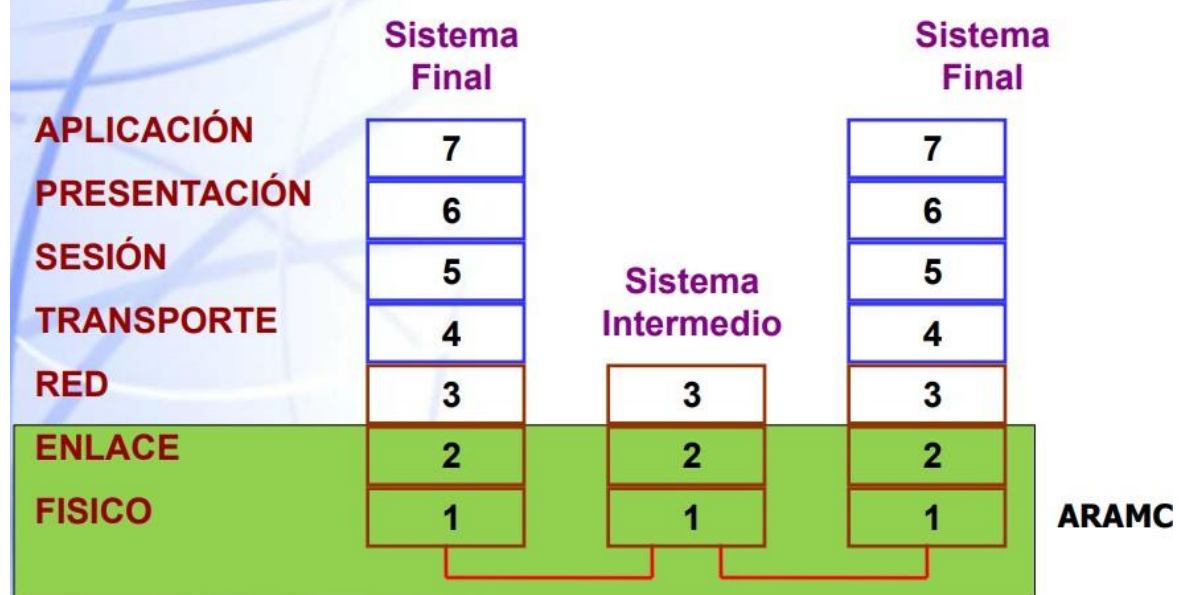 Sistema
Final
Sistema
Final
APLICACIÓN 7 7
PRESENTACIÓN 6 6
SESIÓN 5 5
Sistema
Intermedio
TRANSPORTE 4 4
RED 3 3 3
ENLACE 2 2 2
FISICO 1 1 1 ARAMC